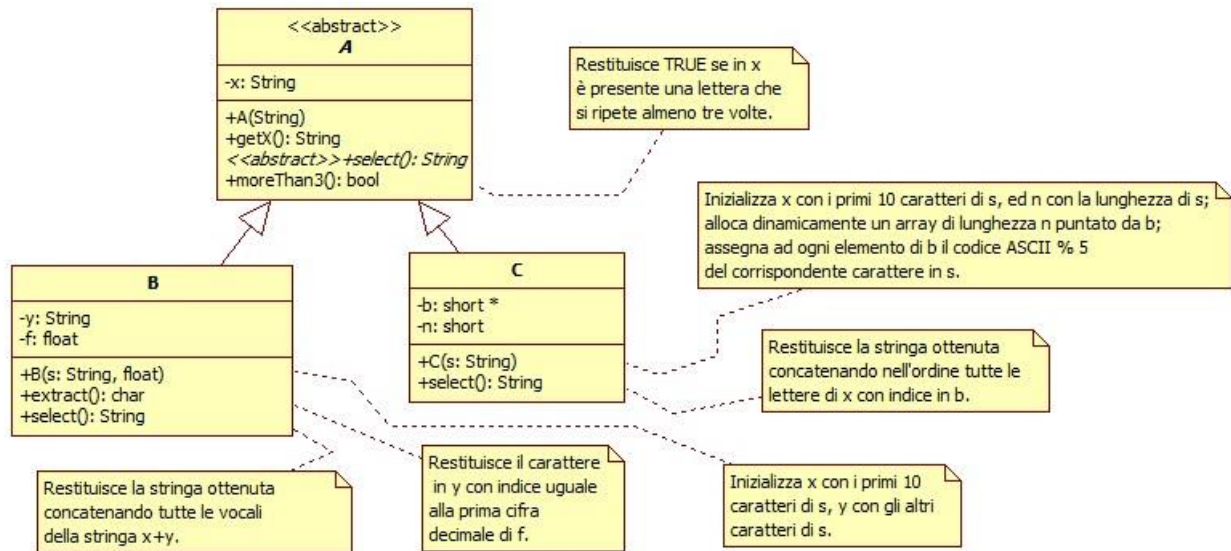 <<abstract>>
A
-x: String
+A(String)
+getX(): String
<<abstract>>+select(): String
+moreThan3(): bool
Restituisce TRUE se in x
è presente una lettera che
si ripete almeno tre volte.
Inizializza x con i primi 10 caratteri di s, ed n con la lunghezza di s;
alloca dinamicamente un array di lunghezza n puntato da b;
assegna ad ogni elemento di b il codice ASCII % 5
del corrispondente carattere in s.
B
-y: String
-f: float
+B(s: String, float)
+extract(): char
+select(): String
C
-b: short *
-n: short
+C(s: String)
+select(): String
Restituisce la stringa ottenuta
concatenando nell'ordine tutte le
lettere di x con indice in b.
Restituisce la stringa ottenuta
concatenando tutte le vocali
della stringa x+y.
Restituisce il carattere
in y con indice uguale
alla prima cifra
decimale di f.
Inizializza x con i primi 10
caratteri di s, y con gli altri
caratteri di s.